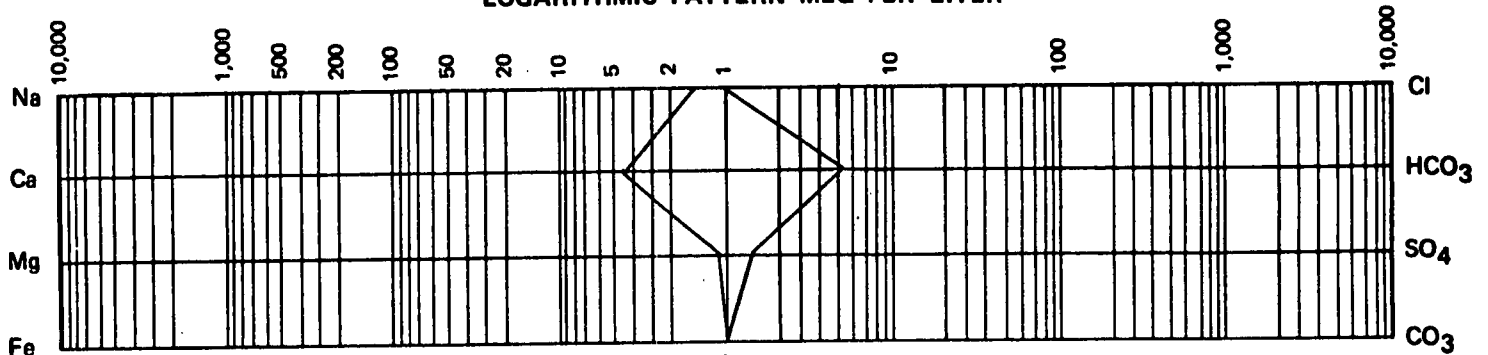 LOGARITHMIC PATTERN MEQ PER LITER
10,000 1,000 500 200 100 50 20 10 5 2 1 10 100 1,000 10,000
Na Cl
Ca HCO₃
Mg SO₄
Fe CO₃